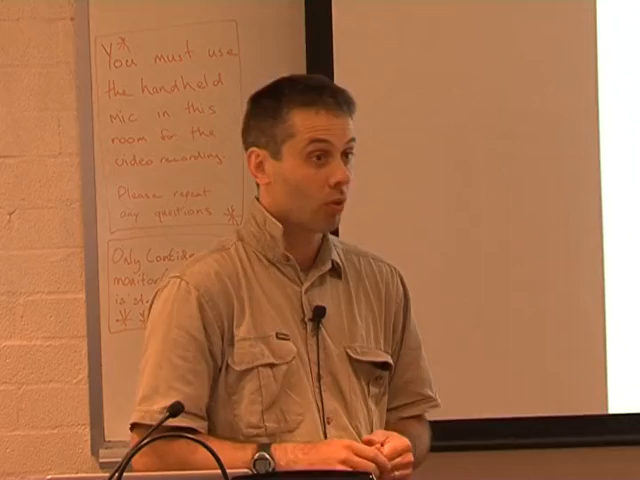 *
You must use
the handheld
mic in this
room for the
video recording.
Please repeat
any questions *
Only
monitor
is
*